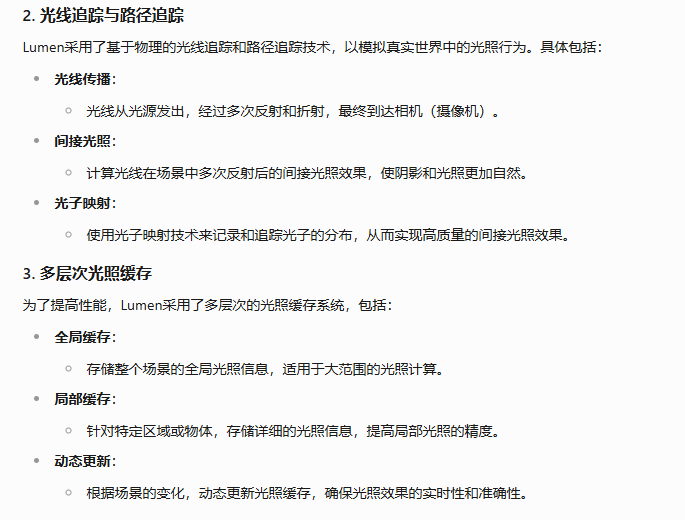 2. 光线追踪与路径追踪
Lumen采用了基于物理的光线追踪和路径追踪技术，以模拟真实世界中的光照行为。具体包括：
光线传播：
光线从光源发出，经过多次反射和折射，最终到达相机（摄像机）。
间接光照：
计算光线在场景中多次反射后的间接光照效果，使阴影和光照更加自然。
光子映射：
使用光子映射技术来记录和追踪光子的分布，从而实现高质量的间接光照效果。
3. 多层次光照缓存
为了提高性能，Lumen采用了多层次的光照缓存系统，包括：
全局缓存：
存储整个场景的全局光照信息，适用于大范围的光照计算。
局部缓存：
针对特定区域或物体，存储详细的光照信息，提高局部光照的精度。
动态更新：
根据场景的变化，动态更新光照缓存，确保光照效果的实时性和准确性。